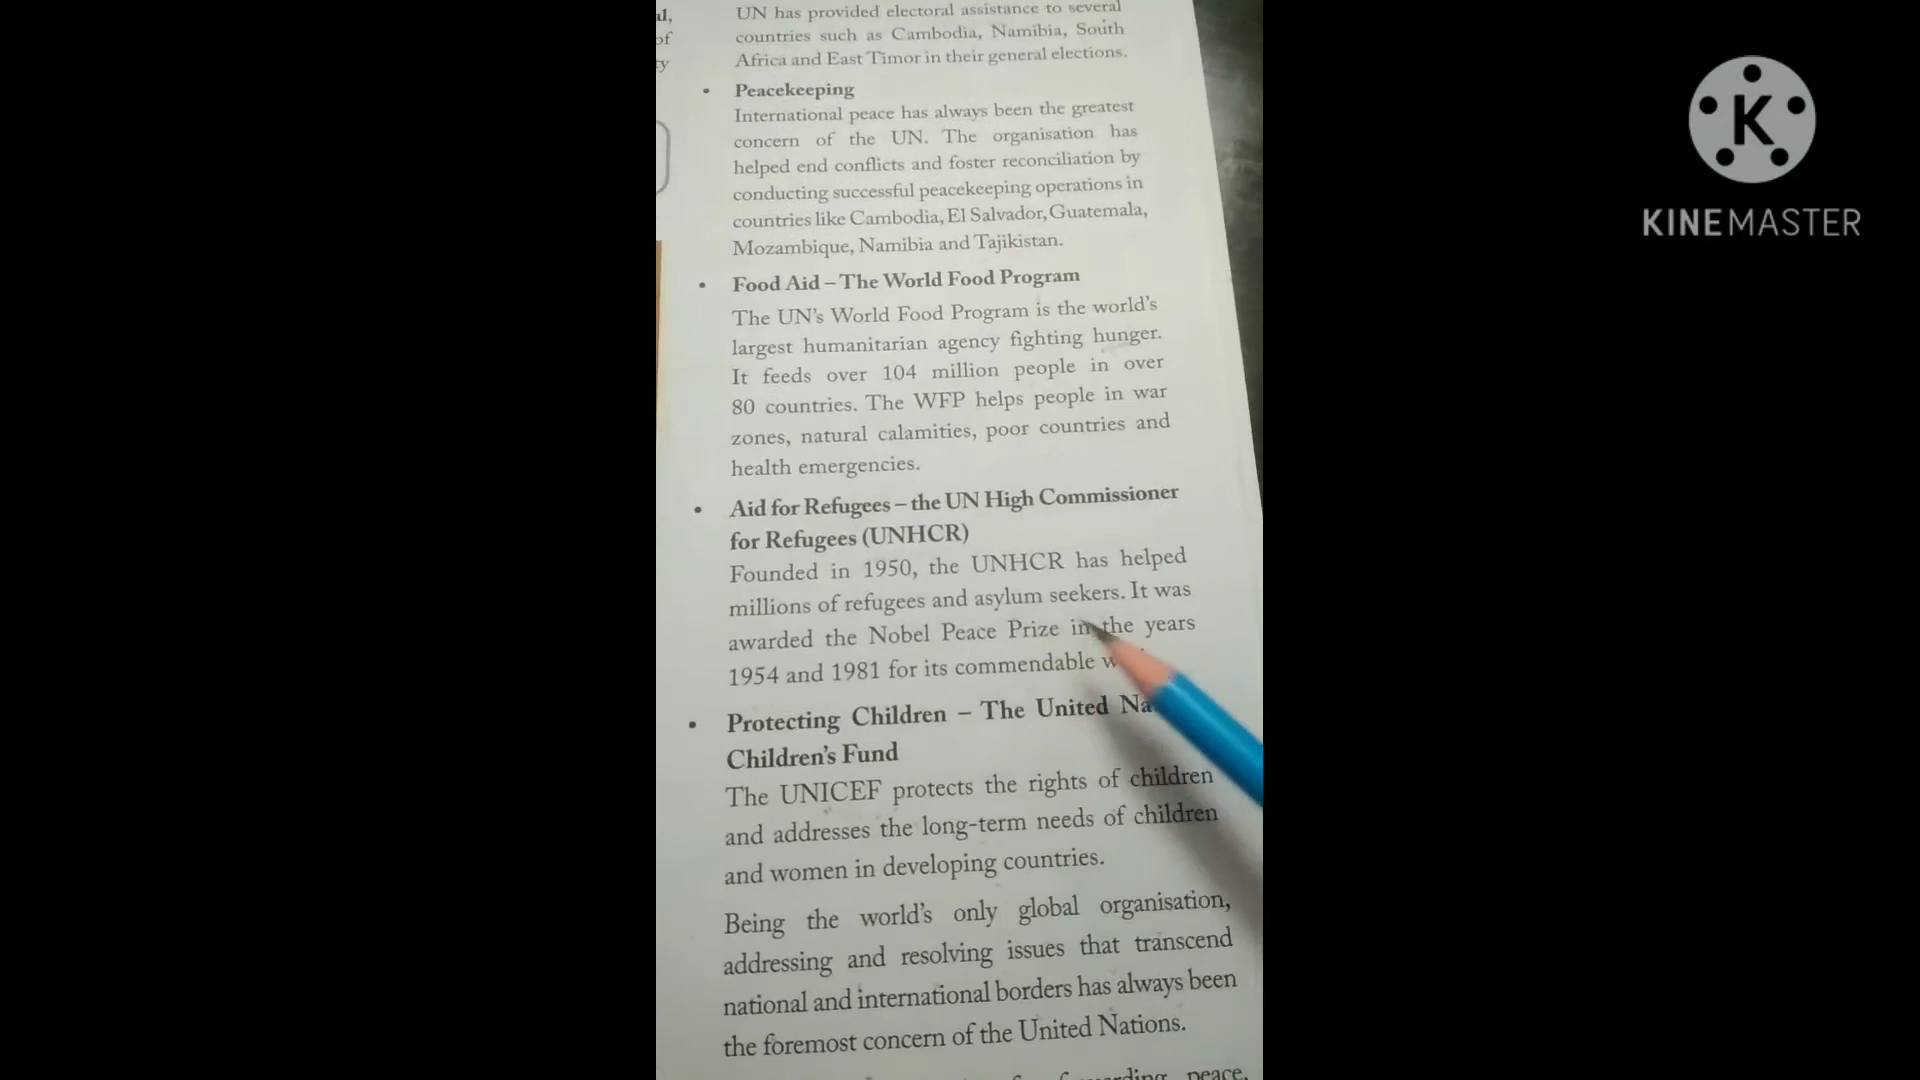 al,
of
ty
UN has provided electoral assistance to several
countries such as Cambodia, Namibia, South
Africa and East Timor in their general elections.
• Peacekeeping
International peace has always been the greatest
concern of the UN. The organisation has
helped end conflicts and foster reconciliation by
conducting successful peacekeeping operations in
countries like Cambodia, El Salvador, Guatemala,
Mozambique, Namibia and Tajikistan.
• Food Aid – The World Food Program
The UN's World Food Program is the world's
largest humanitarian agency fighting hunger.
It feeds over 104 million people in over
80 countries. The WFP helps people in war
zones, natural calamities, poor countries and
health emergencies.
• Aid for Refugees – the UN High Commissioner
for Refugees (UNHCR)
Founded in 1950, the UNHCR has helped
millions of refugees and asylum seekers. It was
awarded the Nobel Peace Prize in the years
1954 and 1981 for its commendable
• Protecting Children – The United
Children's Fund
The UNICEF protects the rights of children
and addresses the long-term needs of children
and women in developing countries.
Being the world's only global organisation,
addressing and resolving issues that transcend
national and international borders has always been
the foremost concern of the United Nations.
peace,
K
KINEMASTER